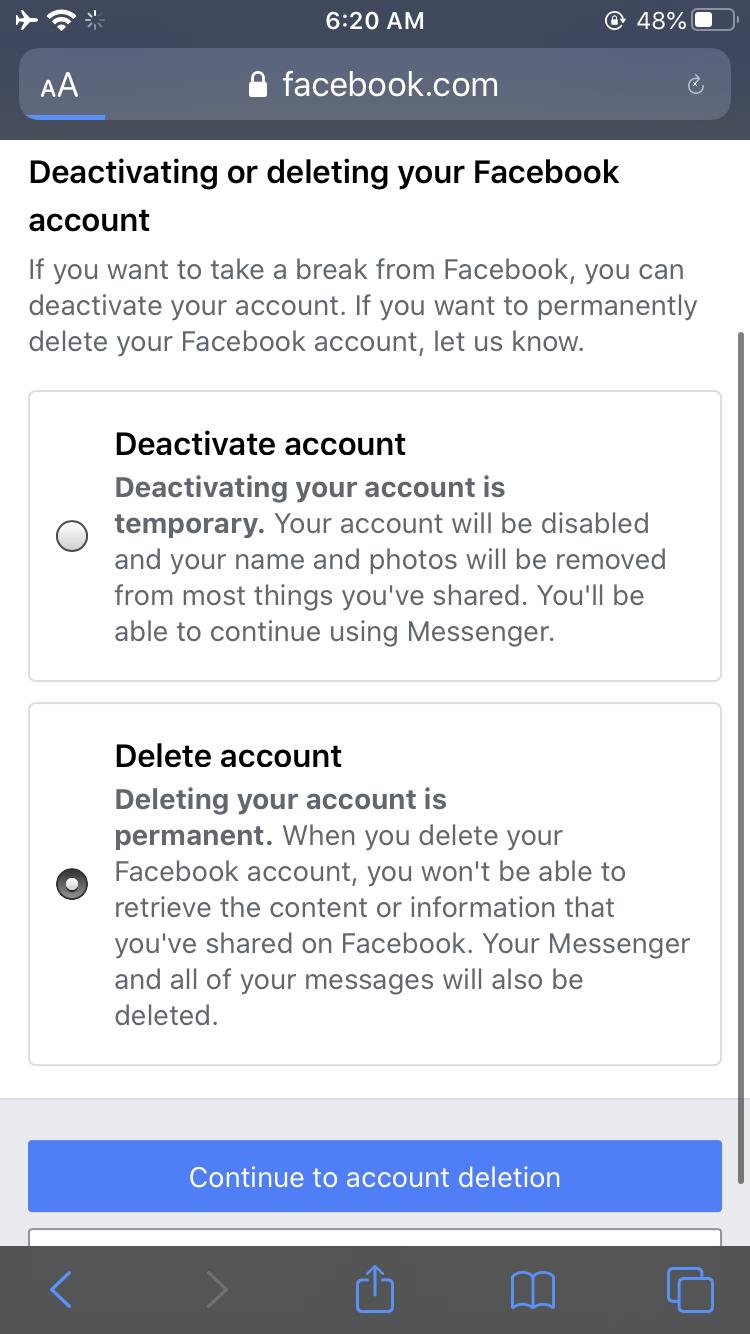 6:20 AM
48%
AA
facebook.com
Deactivating or deleting your Facebook
account
If you want to take a break from Facebook, you can
deactivate your account. If you want to permanently
delete your Facebook account, let us know.
Deactivate account
Deactivating your account is
temporary. Your account will be disabled
and your name and photos will be removed
from most things you've shared. You'll be
able to continue using Messenger.
Delete account
Deleting your account is
permanent. When you delete your
Facebook account, you won't be able to
retrieve the content or information that
you've shared on Facebook. Your Messenger
and all of your messages will also be
deleted.
Continue to account deletion